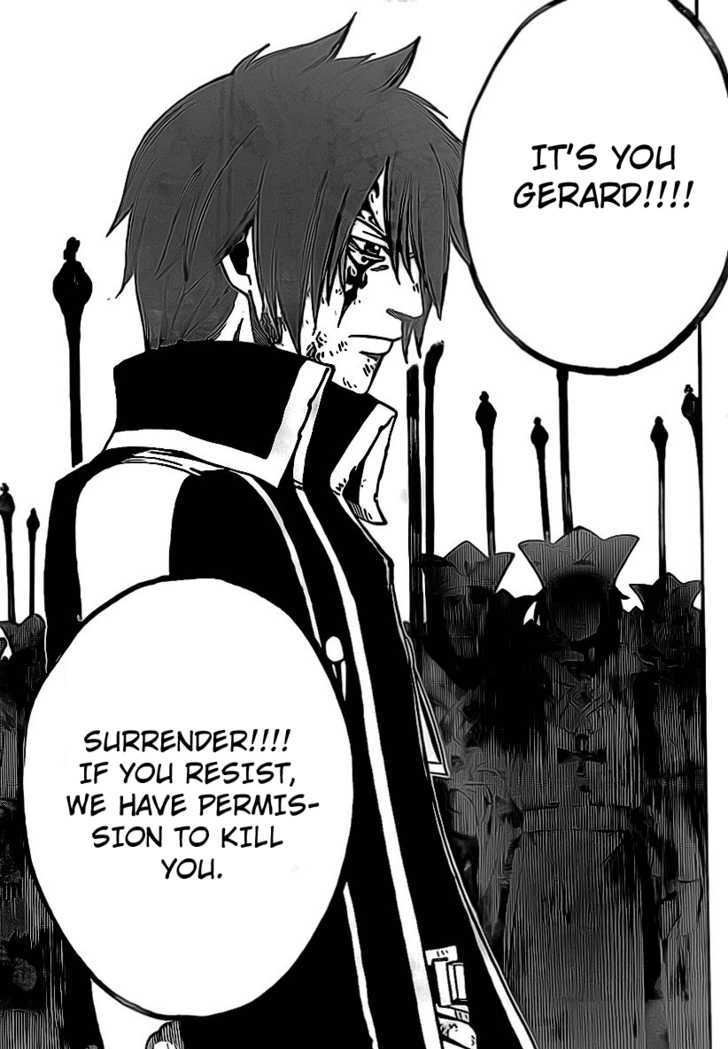 IT'S YOU
GERARD!!!!
SURRENDER!!!!
IF YOU RESIST,
WE HAVE PERMIS-
SION TO KILL
YOU.